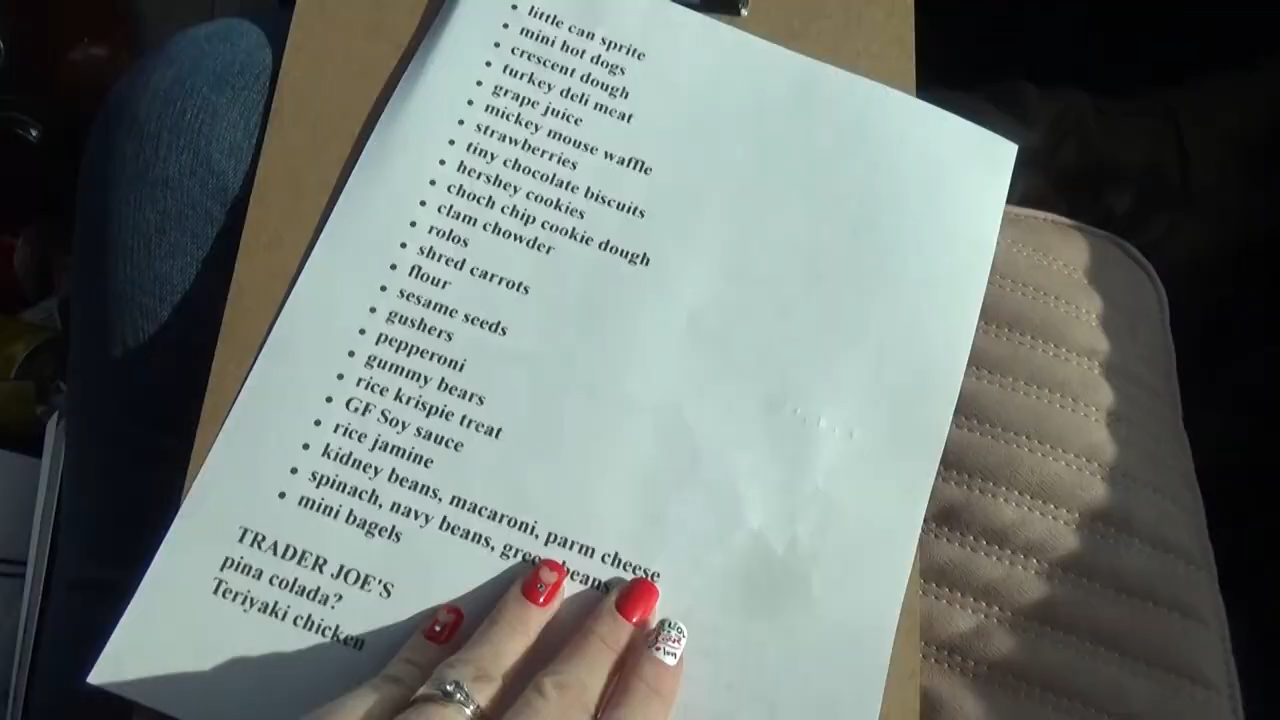 little can sprite
mini hot dogs
crescent dough
turkey deli meat
grape juice
mickey mouse waffle
strawberries
tiny chocolate biscuits
hershey cookies
choch chip cookie dough
clam chowder
rolos
shred carrots
flour
sesame seeds
gushers
pepperoni
gummy bears
rice krispie treat
GF Soy sauce
rice jamine
kidney beans, macaroni, parm cheese
spinach, navy beans, green beans
mini bagels
TRADER JOE'S
pina colada?
Teriyaki chicken